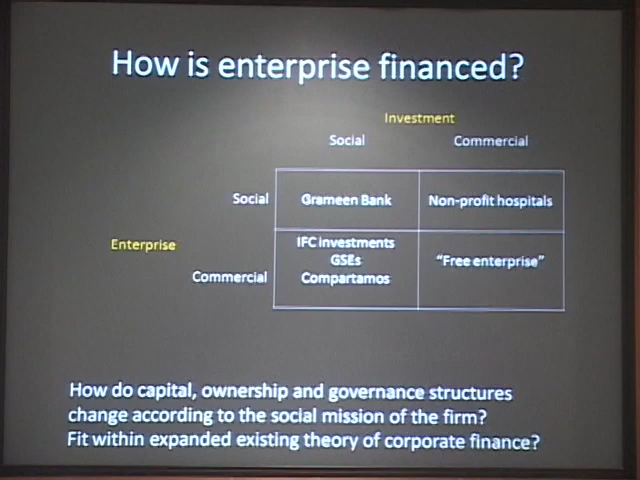 How is enterprise financed?
Investment
Social Commercial
Social Grameen Bank Non-profit hospitals
Enterprise
IFC investments
GSEs
Compartamos
"Free enterprise"
Commercial
How do capital, ownership and governance structures
change according to the social mission of the firm?
Fit within expanded existing theory of corporate finance?